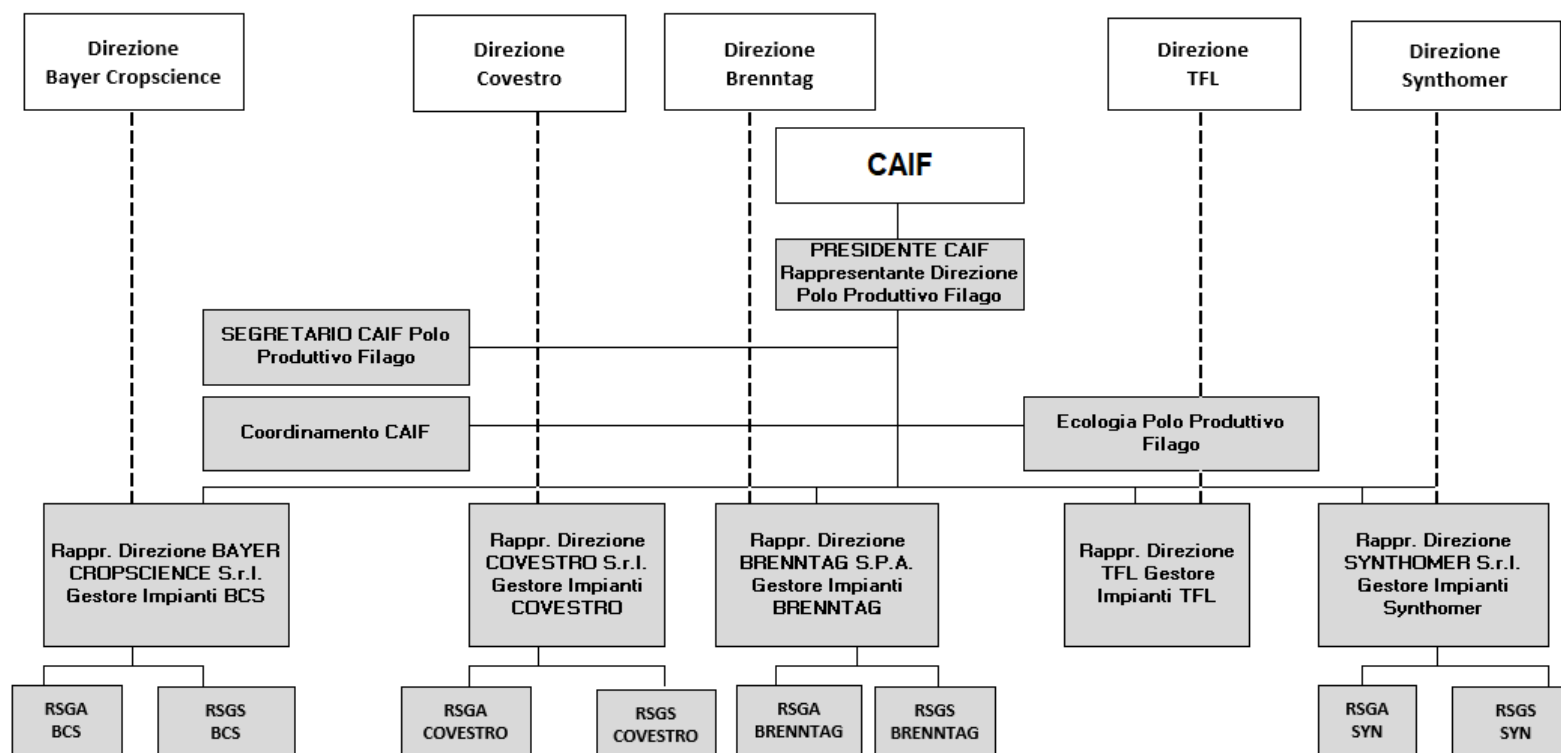 Direzione
Bayer Cropscience
Direzione
Covestro
Direzione
Brenntag
Direzione
TFL
Direzione
Synthomer
CAIF
PRESIDENTE CAIF
Rappresentante Direzione
Polo Produttivo Filago
SEGRETARIO CAIF Polo
Produttivo Filago
Coordinamento CAIF
Ecologia Polo Produttivo
Filago
Rappr. Direzione BAYER
CROPSCIENCE S.r.l.
Gestore Impianti BCS
Rappr. Direzione
COVESTRO S.r.l.
Gestore Impianti
COVESTRO
Rappr. Direzione
BRENNTAG S.P.A.
Gestore Impianti
BRENNTAG
Rappr. Direzione
TFL Gestore
Impianti TFL
Rappr. Direzione
SYNTHOMER S.r.l.
Gestore Impianti
Synthomer
RSGA
BCS
RSGS
BCS
RSGA
COVESTRO
RSGS
COVESTRO
RSGA
BRENNTAG
RSGS
BRENNTAG
RSGA
SYN
RSGS
SYN